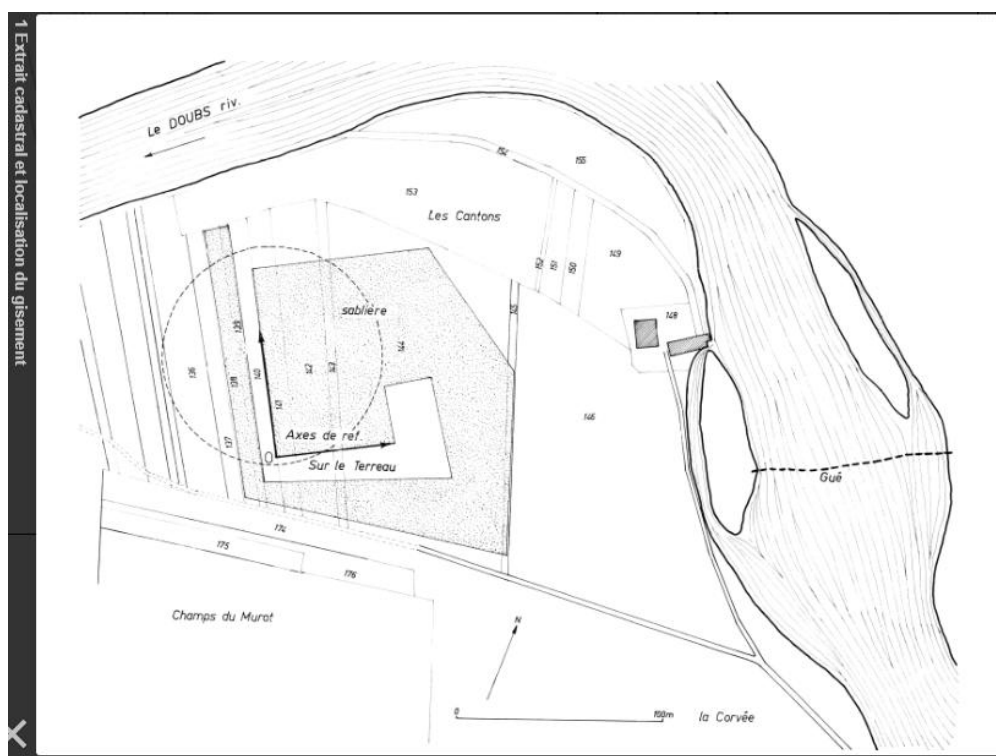 1 Extrait cadastral et localisation du gisement
Le DOUBS riv.
154
155
153
Les Cantons
152
151
150
149
148
145
sablière
144
143
142
141
140
139
138
137
136
146
Axes de ref.
O
Sur le Terreau
Gué
174
175
176
Champs du Murot
N
0
100m
la Corvée